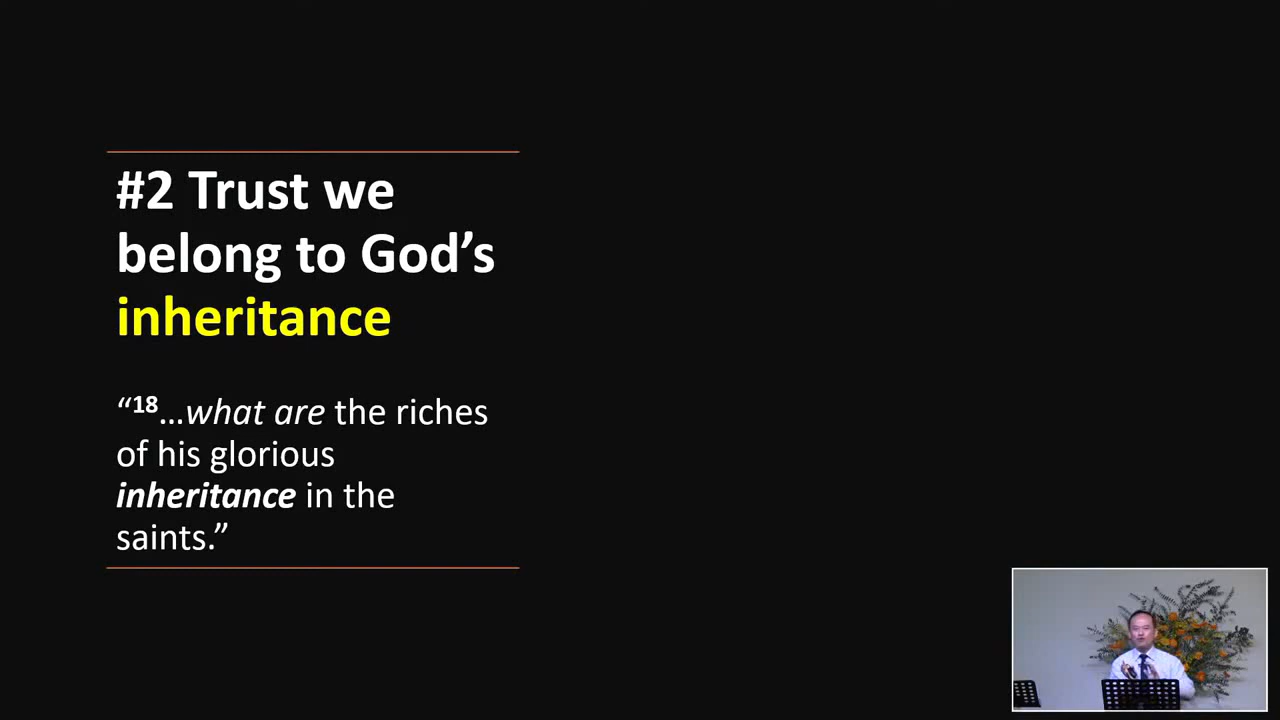 #2 Trust we
belong to God’s
inheritance
“18…what are the riches
of his glorious
inheritance in the
saints.”